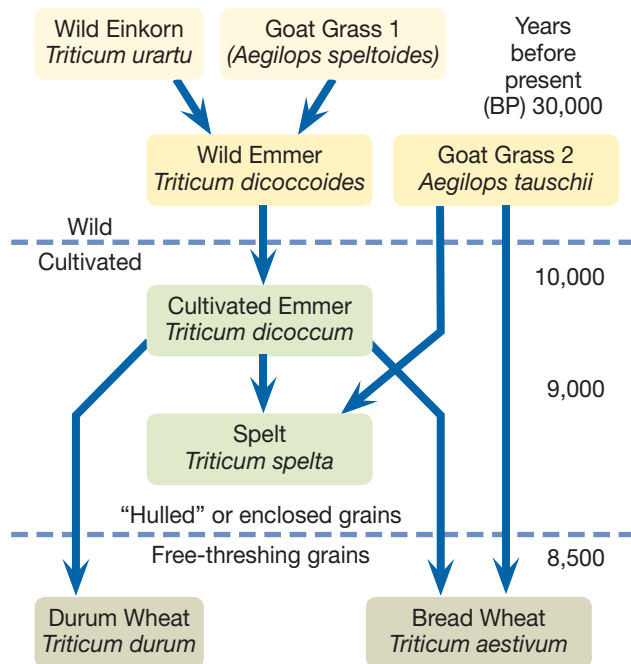 Wild Einkorn
Triticum urartu
Goat Grass 1
(Aegilops speltoides)
Years
before
present
(BP) 30,000
Wild Emmer
Triticum dicoccoides
Goat Grass 2
Aegilops tauschii
Wild
Cultivated
10,000
Cultivated Emmer
Triticum dicoccum
9,000
Spelt
Triticum spelta
“Hulled” or enclosed grains
Free-threshing grains
8,500
Durum Wheat
Triticum durum
Bread Wheat
Triticum aestivum